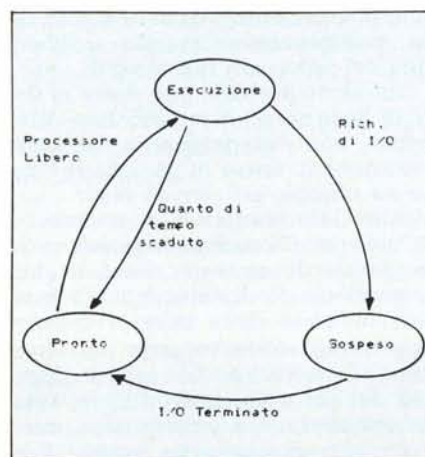 Esecuzione
Processore
Libero
Rich.
di I/O
Quanto di
tempo
scaduto
Pronto
Sospeso
I/O Terminato